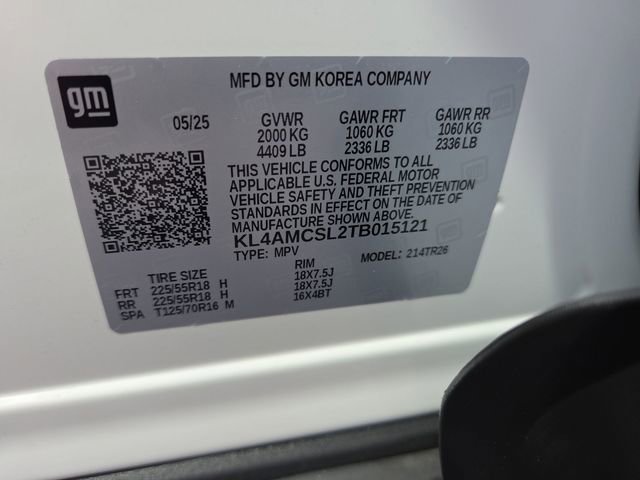 gm
MFD BY GM KOREA COMPANY
05/25 GVWR GAWR FRT GAWR RR
2000 KG 1060 KG 1060 KG
4409 LB 2336 LB 2336 LB
THIS VEHICLE CONFORMS TO ALL
APPLICABLE U.S. FEDERAL MOTOR
VEHICLE SAFETY AND THEFT PREVENTION
STANDARDS IN EFFECT ON THE DATE OF
MANUFACTURE SHOWN ABOVE.
KL4AMCSL2TB015121
TYPE: MPV MODEL: 214TR26
TIRE SIZE RIM
FRT 225/55R18 H 18X7.5J
RR 225/55R18 H 18X7.5J
SPA T125/70R16 M 16X4BT